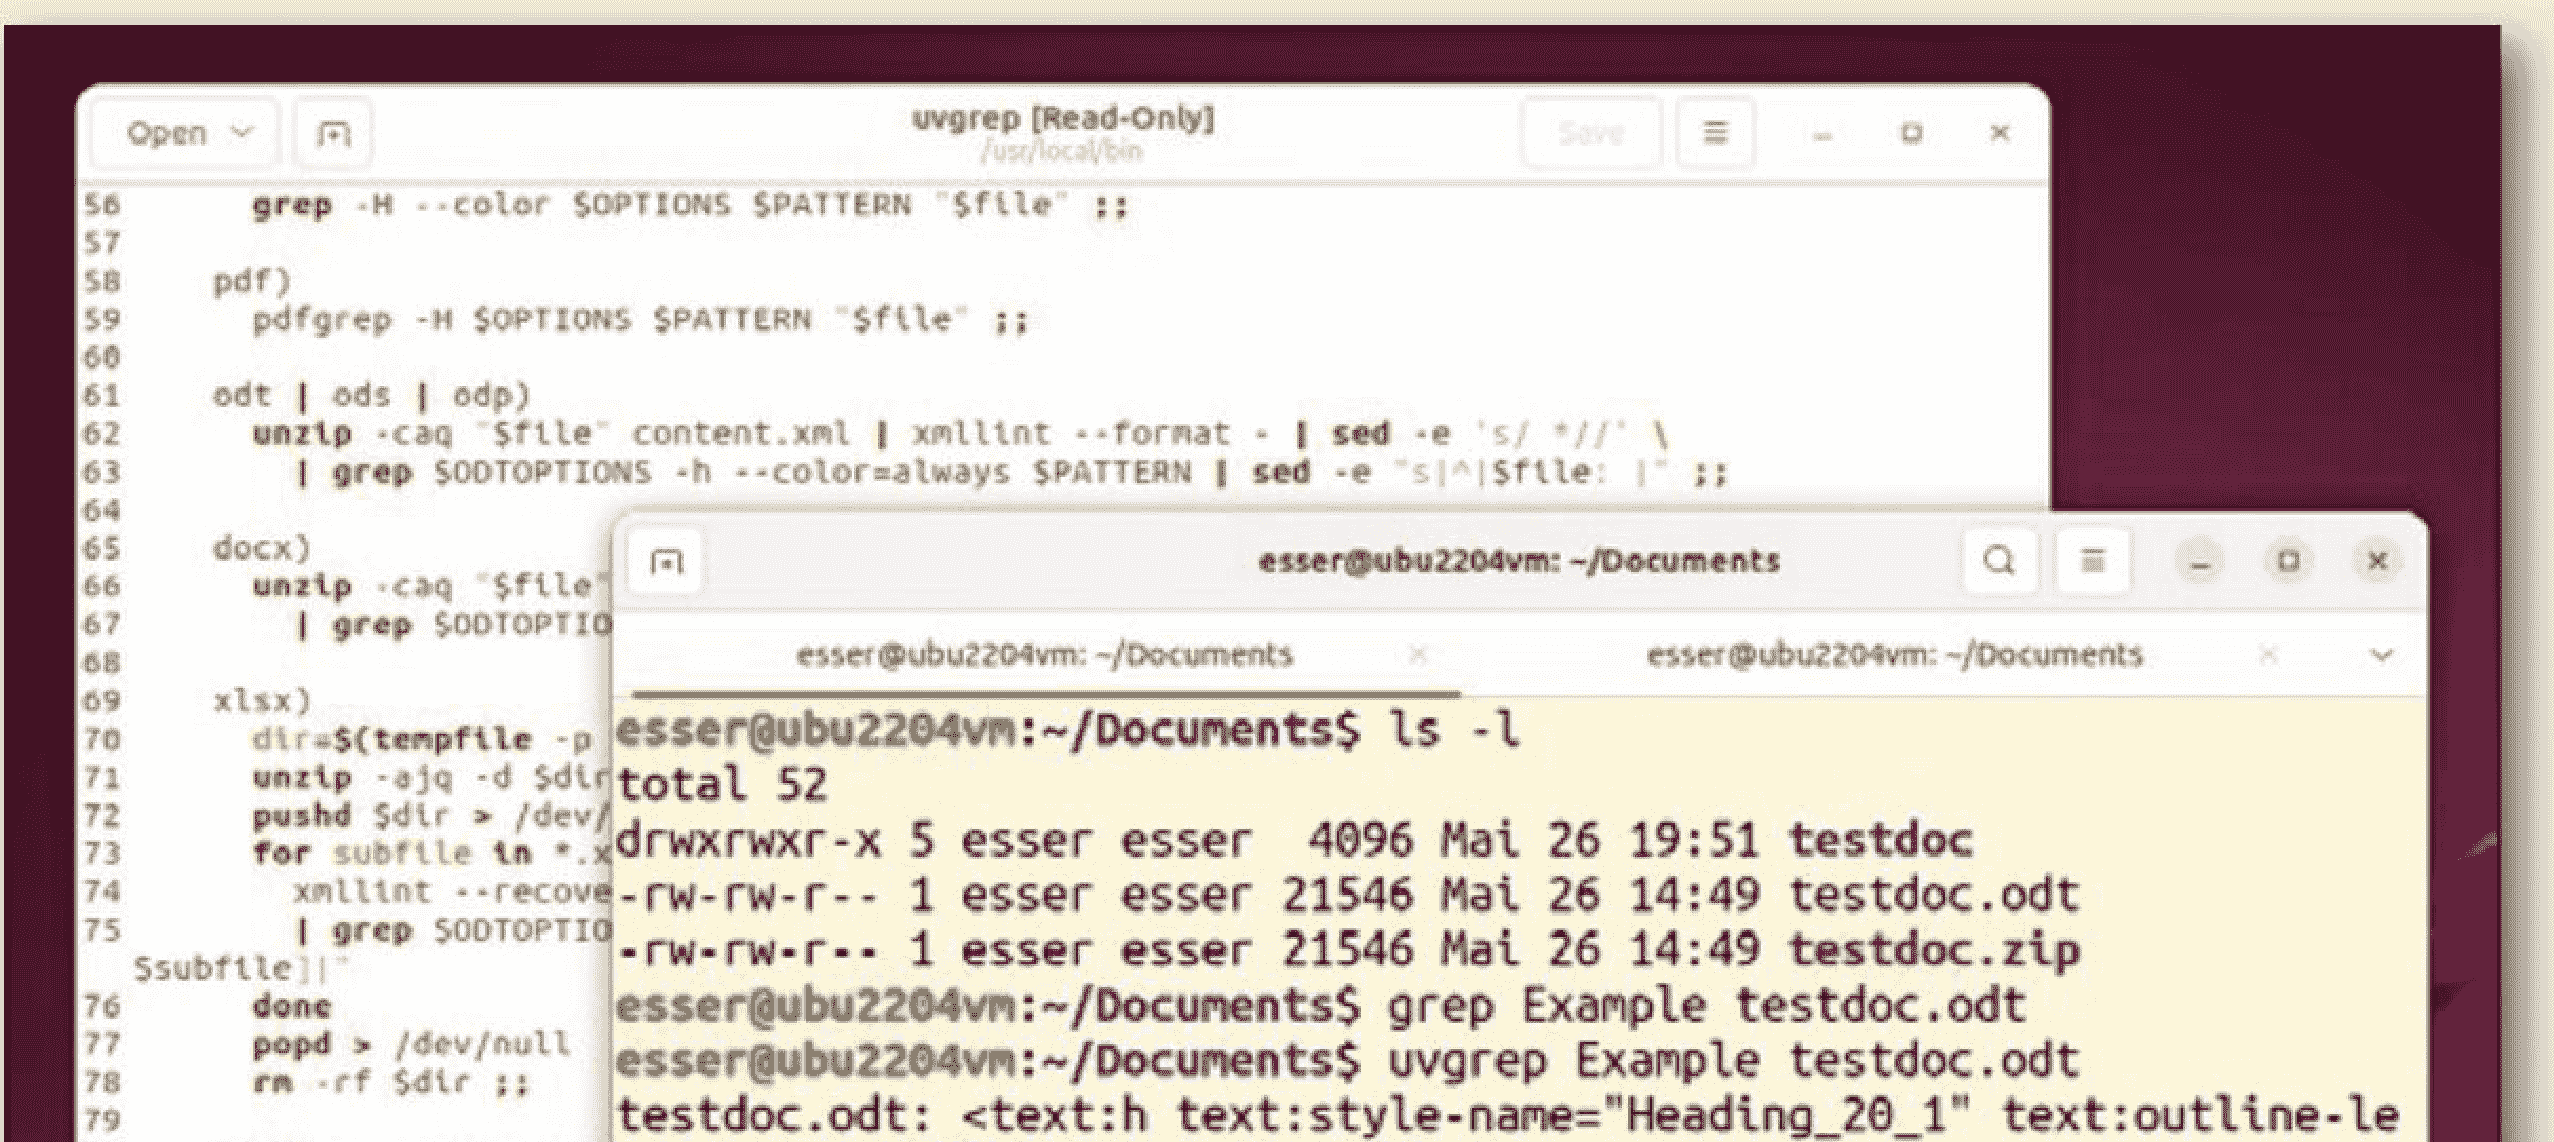 Open
uvgrep [Read-Only]
/usr/local/bin
Save
56 grep -H --color $OPTIONS $PATTERN "$file" ;;
57
58 pdf)
59 pdfgrep -H $OPTIONS $PATTERN "$file" ;;
60
61 odt | ods | odp)
62 unzip -caq "$file" content.xml | xmllint --format - | sed -e 's/ *//' \
63 | grep $ODTOPTIONS -h --color=always $PATTERN | sed -e "s|^|$file: |" ;;
64
65 docx)
66 unzip -caq "$file"
67 | grep $ODTOPTIO
68
69 xlsx)
70 dir=$(tempfile -p
71 unzip -ajq -d $dir
72 pushd $dir > /dev/
73 for subfile in *.x
74 xmllint --recove
75 | grep $ODTOPTIO
$subfile]|"
76 done
77 popd > /dev/null
78 rm -rf $dir ;;
79
esser@ubu2204vm: ~/Documents
esser@ubu2204vm: ~/Documents × esser@ubu2204vm: ~/Documents ×
esser@ubu2204vm:~/Documents$ ls -l
total 52
drwxrwxr-x 5 esser esser 4096 Mai 26 19:51 testdoc
-rw-rw-r-- 1 esser esser 21546 Mai 26 14:49 testdoc.odt
-rw-rw-r-- 1 esser esser 21546 Mai 26 14:49 testdoc.zip
esser@ubu2204vm:~/Documents$ grep Example testdoc.odt
esser@ubu2204vm:~/Documents$ uvgrep Example testdoc.odt
testdoc.odt: <text:h text:style-name="Heading_20_1" text:outline-le